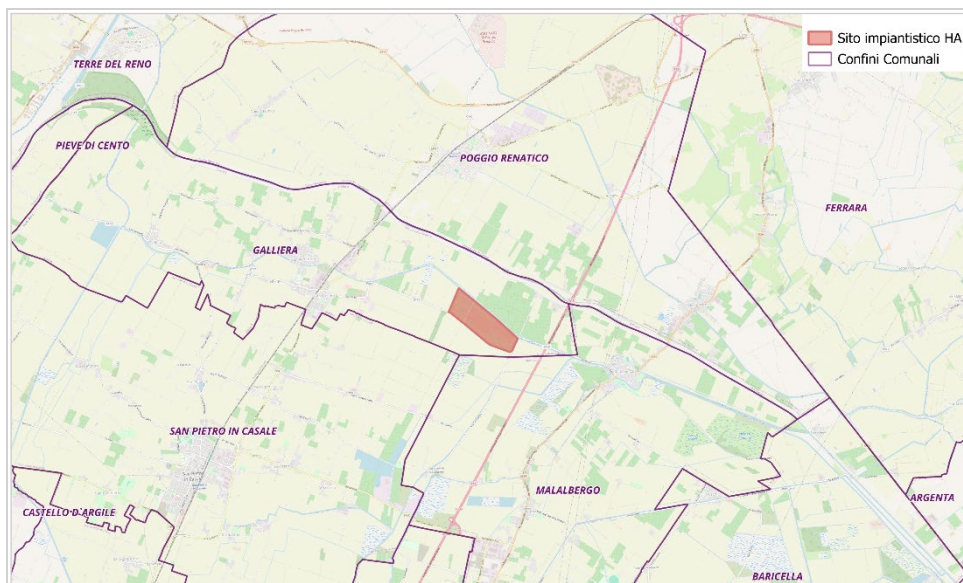 Sito impiantistico HA
Confini Comunali
TERRE DEL RENO
PIEVE DI CENTO
POGGIO RENATICO
FERRARA
GALLIERA
SAN PIETRO IN CASALE
MALALBERGO
CASTELLO D'ARGILE
ARGENTA
BARICELLA